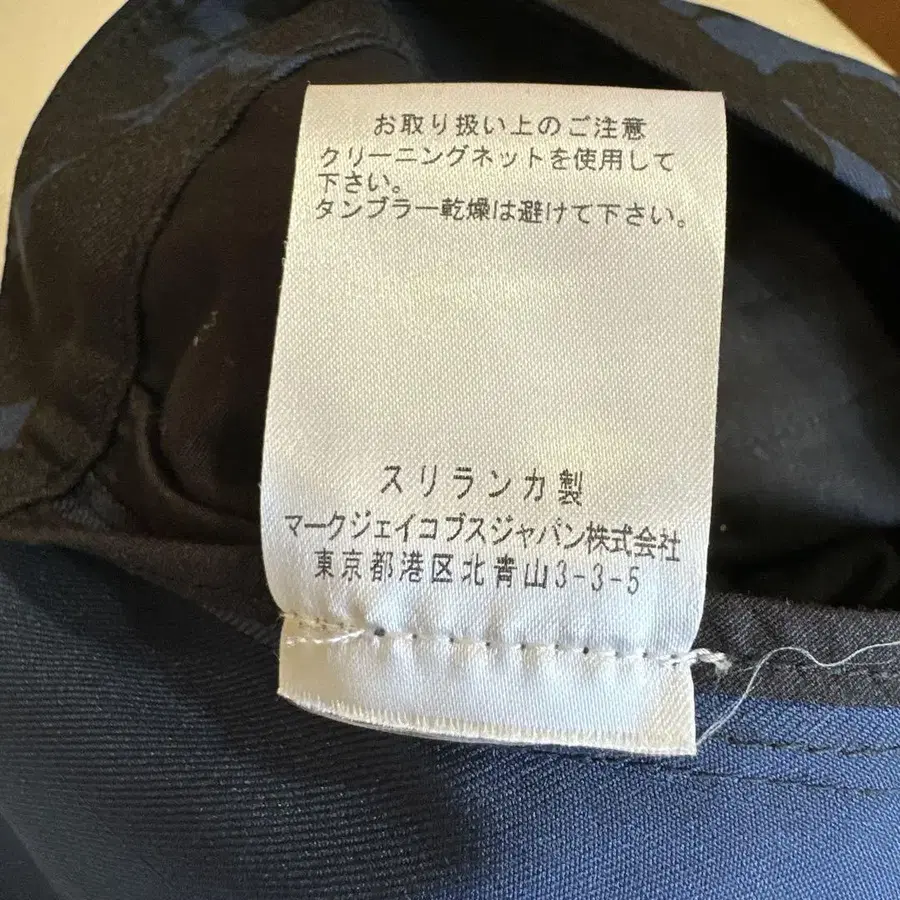 お取り扱い上のご注意
クリーニングネットを使用して
下さい。
タンブラー乾燥は避けて下さい。
スリランカ製
マークジェイコブスジャパン株式会社
東京都港区北青山3-3-5